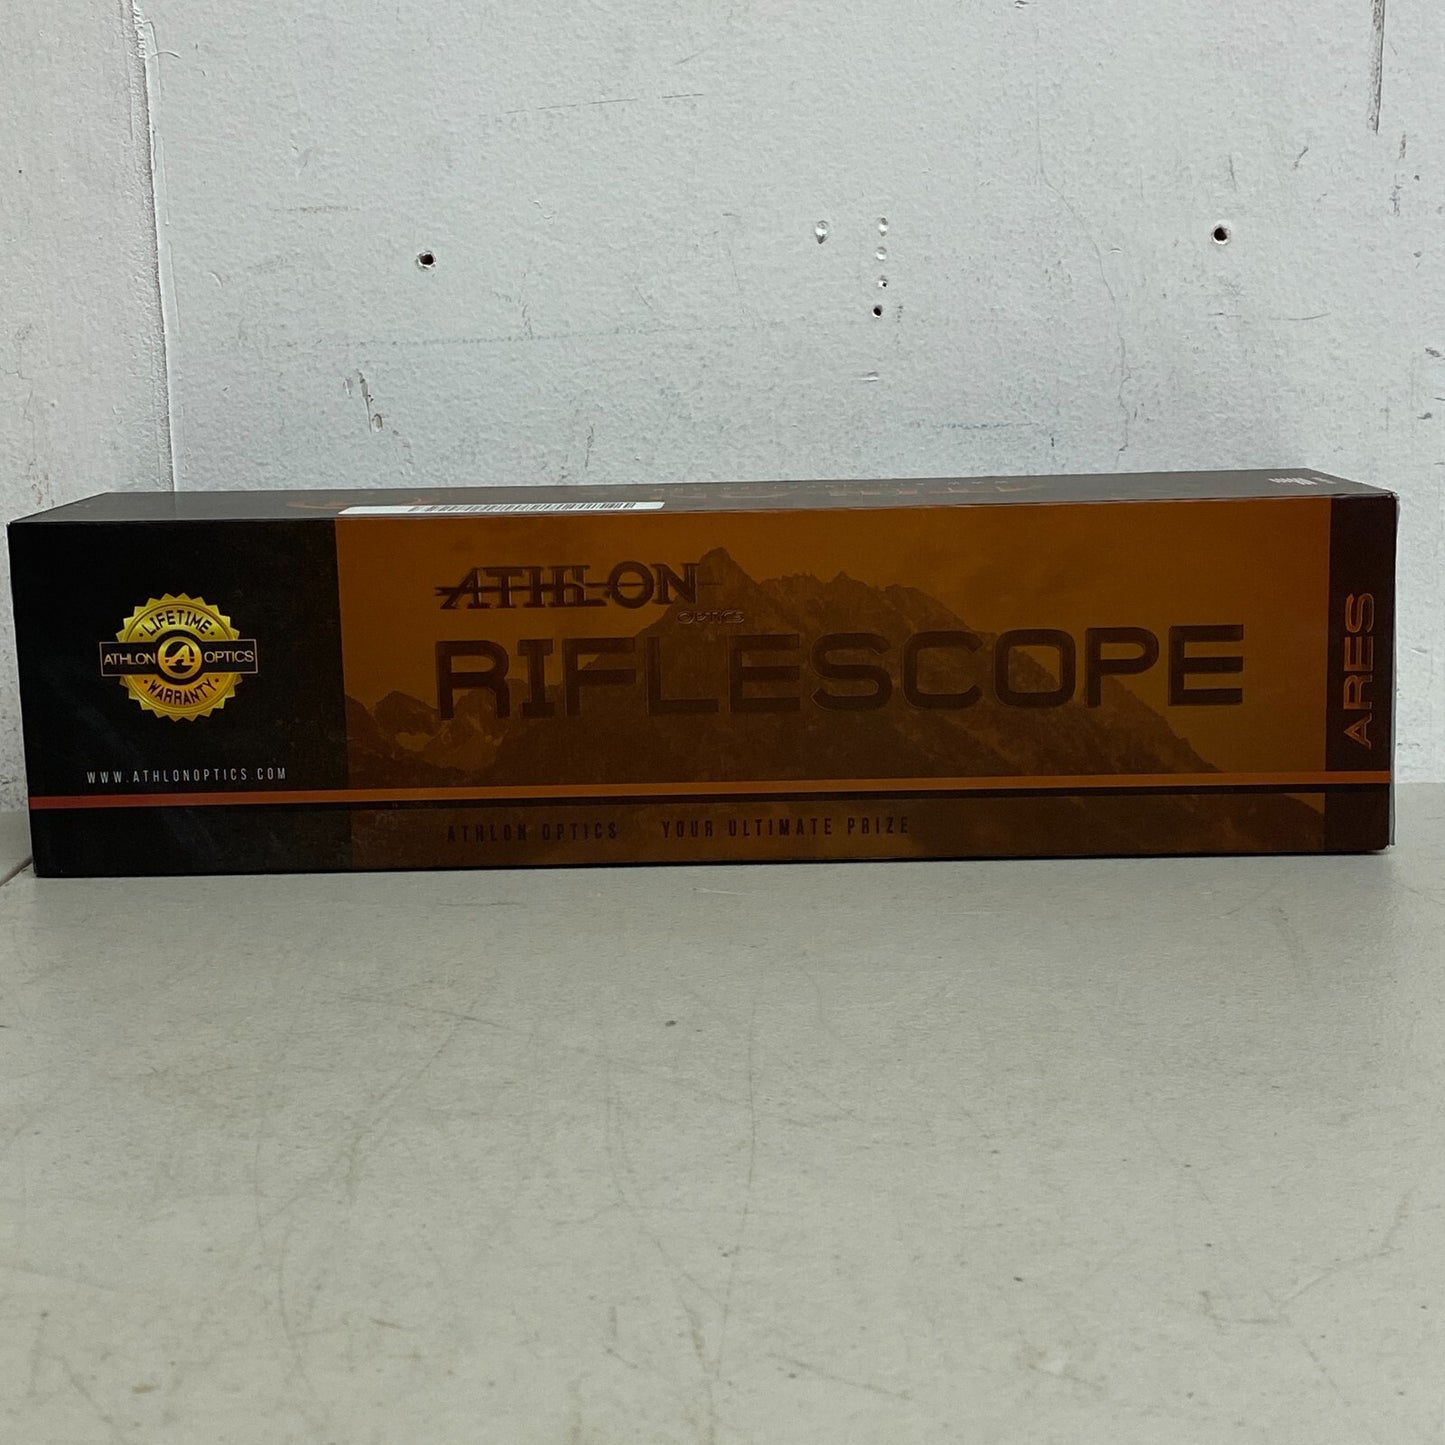 LIFETIME
ATHLON A OPTICS
WARRANTY
WWW.ATHLONOPTICS.COM
ATHLON
OPTICS
RIFLESCOPE
ATHLON OPTICS YOUR ULTIMATE PRIZE
ARES